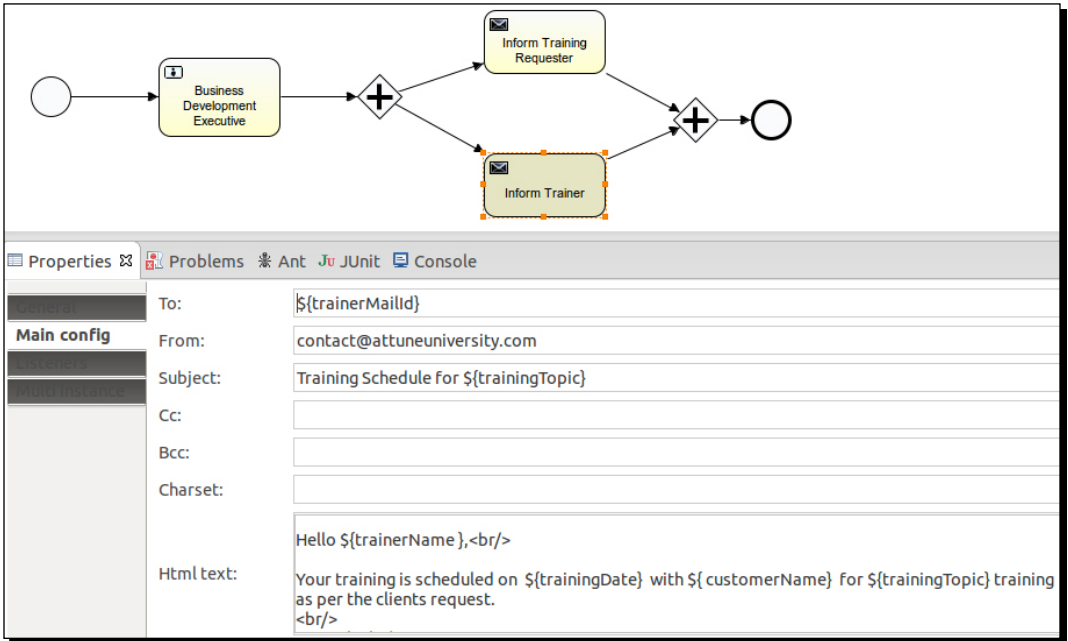 Inform Training
Requester
Business
Development
Executive
Inform Trainer
Properties Problems Ant Ju JUnit Console
General
Main config
Listeners
Multi instance
To: ${trainerMailId}
From: contact@attuneuniversity.com
Subject: Training Schedule for ${trainingTopic}
Cc:
Bcc:
Charset:
Html text:
Hello ${trainerName},<br/>
Your training is scheduled on ${trainingDate} with ${ customerName} for ${trainingTopic} training
as per the clients request.
<br/>